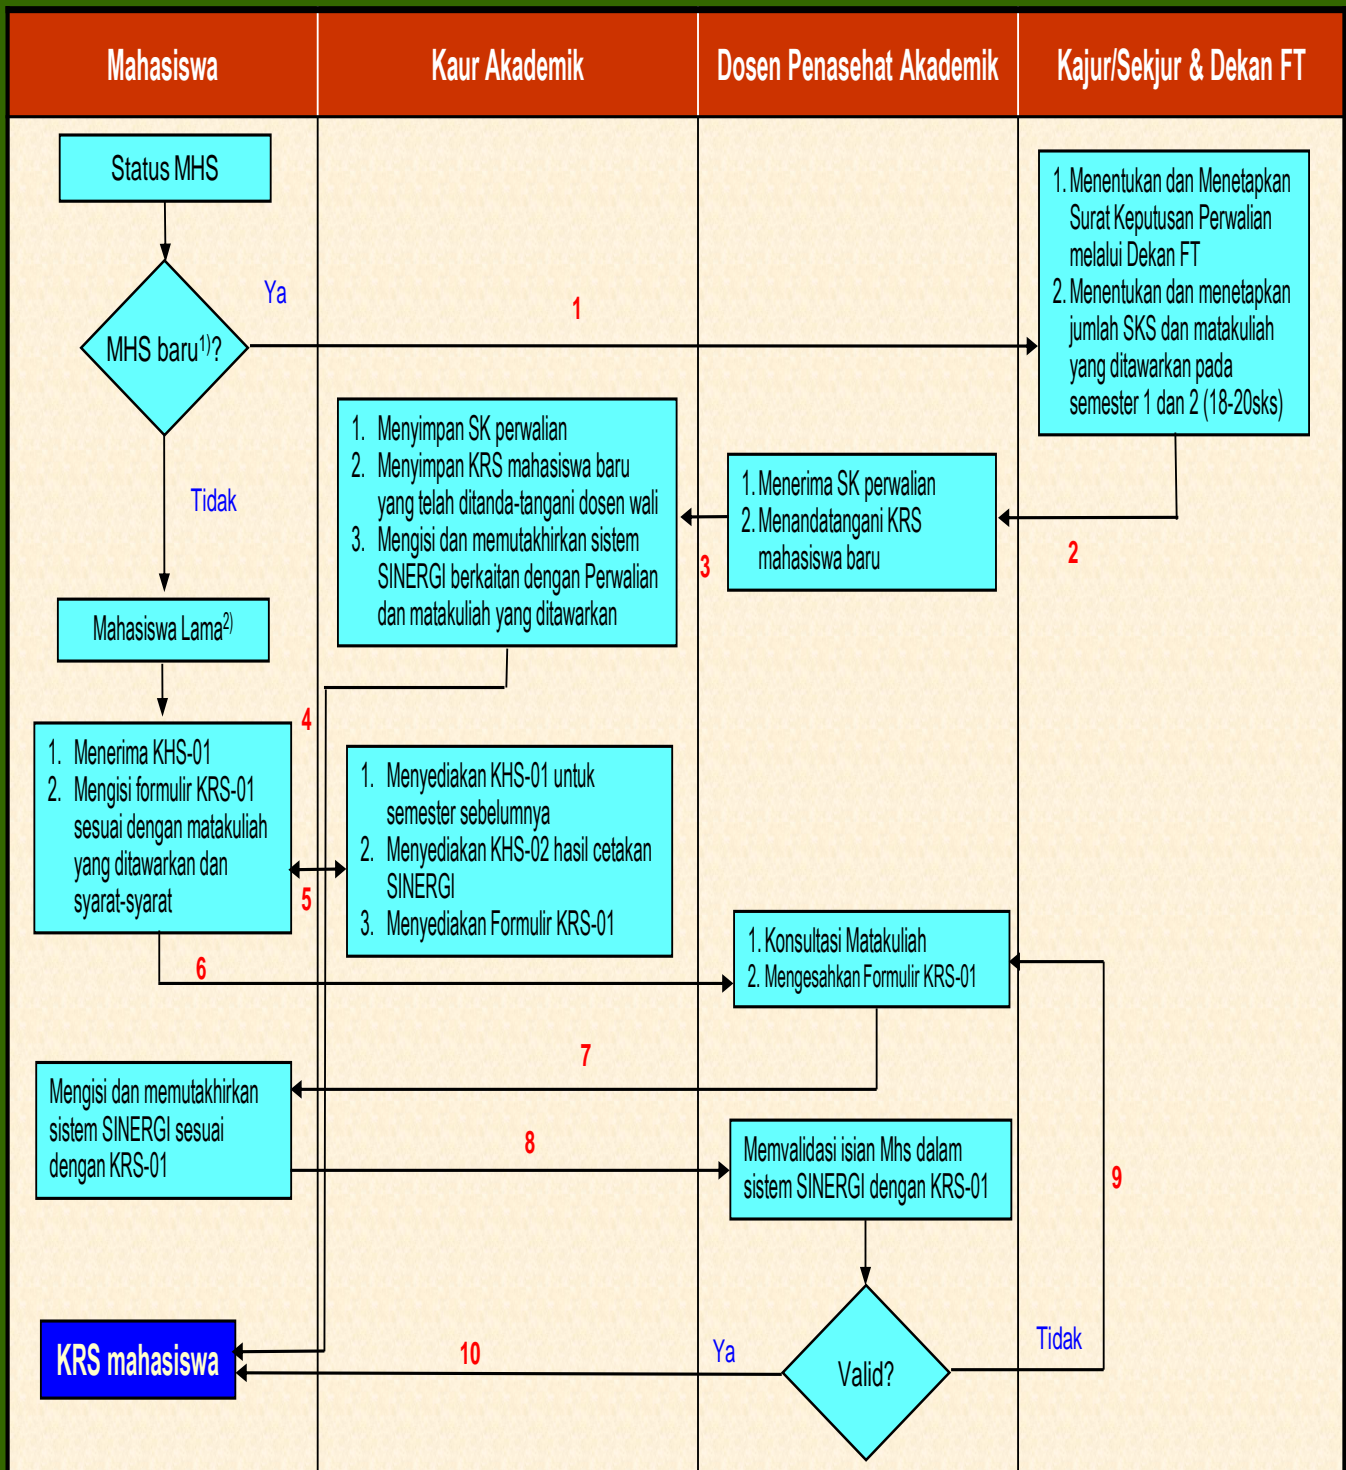 Mahasiswa
Kaur Akademik
Dosen Penasehat Akademik
Kajur/Sekjur & Dekan FT
Status MHS
MHS baru1)?
Ya
1
1. Menentukan dan Menetapkan
Surat Keputusan Perwalian
melalui Dekan FT
2. Menentukan dan menetapkan
jumlah SKS dan matakuliah
yang ditawarkan pada
semester 1 dan 2 (18-20sks)
2
1. Menerima SK perwalian
2. Menandatangani KRS
mahasiswa baru
3
1. Menyimpan SK perwalian
2. Menyimpan KRS mahasiswa baru
yang telah ditanda-tangani dosen wali
3. Mengisi dan memutakhirkan sistem
SINERGI berkaitan dengan Perwalian
dan matakuliah yang ditawarkan
Tidak
Mahasiswa Lama2)
4
1. Menerima KHS-01
2. Mengisi formulir KRS-01
sesuai dengan matakuliah
yang ditawarkan dan
syarat-syarat
5
1. Menyediakan KHS-01 untuk
semester sebelumnya
2. Menyediakan KHS-02 hasil cetakan
SINERGI
3. Menyediakan Formulir KRS-01
6
1. Konsultasi Matakuliah
2. Mengesahkan Formulir KRS-01
7
Mengisi dan memutakhirkan
sistem SINERGI sesuai
dengan KRS-01
8
Memvalidasi isian Mhs dalam
sistem SINERGI dengan KRS-01
9
Valid?
Tidak
Ya
10
KRS mahasiswa